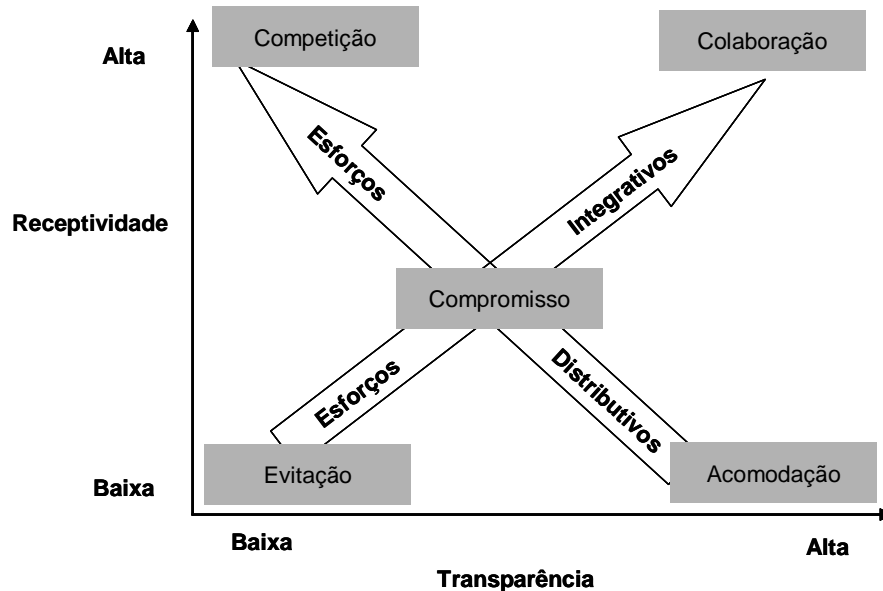 Competição
Colaboração
Alta
Esforços
Integrativos
Receptividade
Compromisso
Esforços
Distributivos
Evitação
Acomodação
Baixa
Baixa
Alta
Transparência